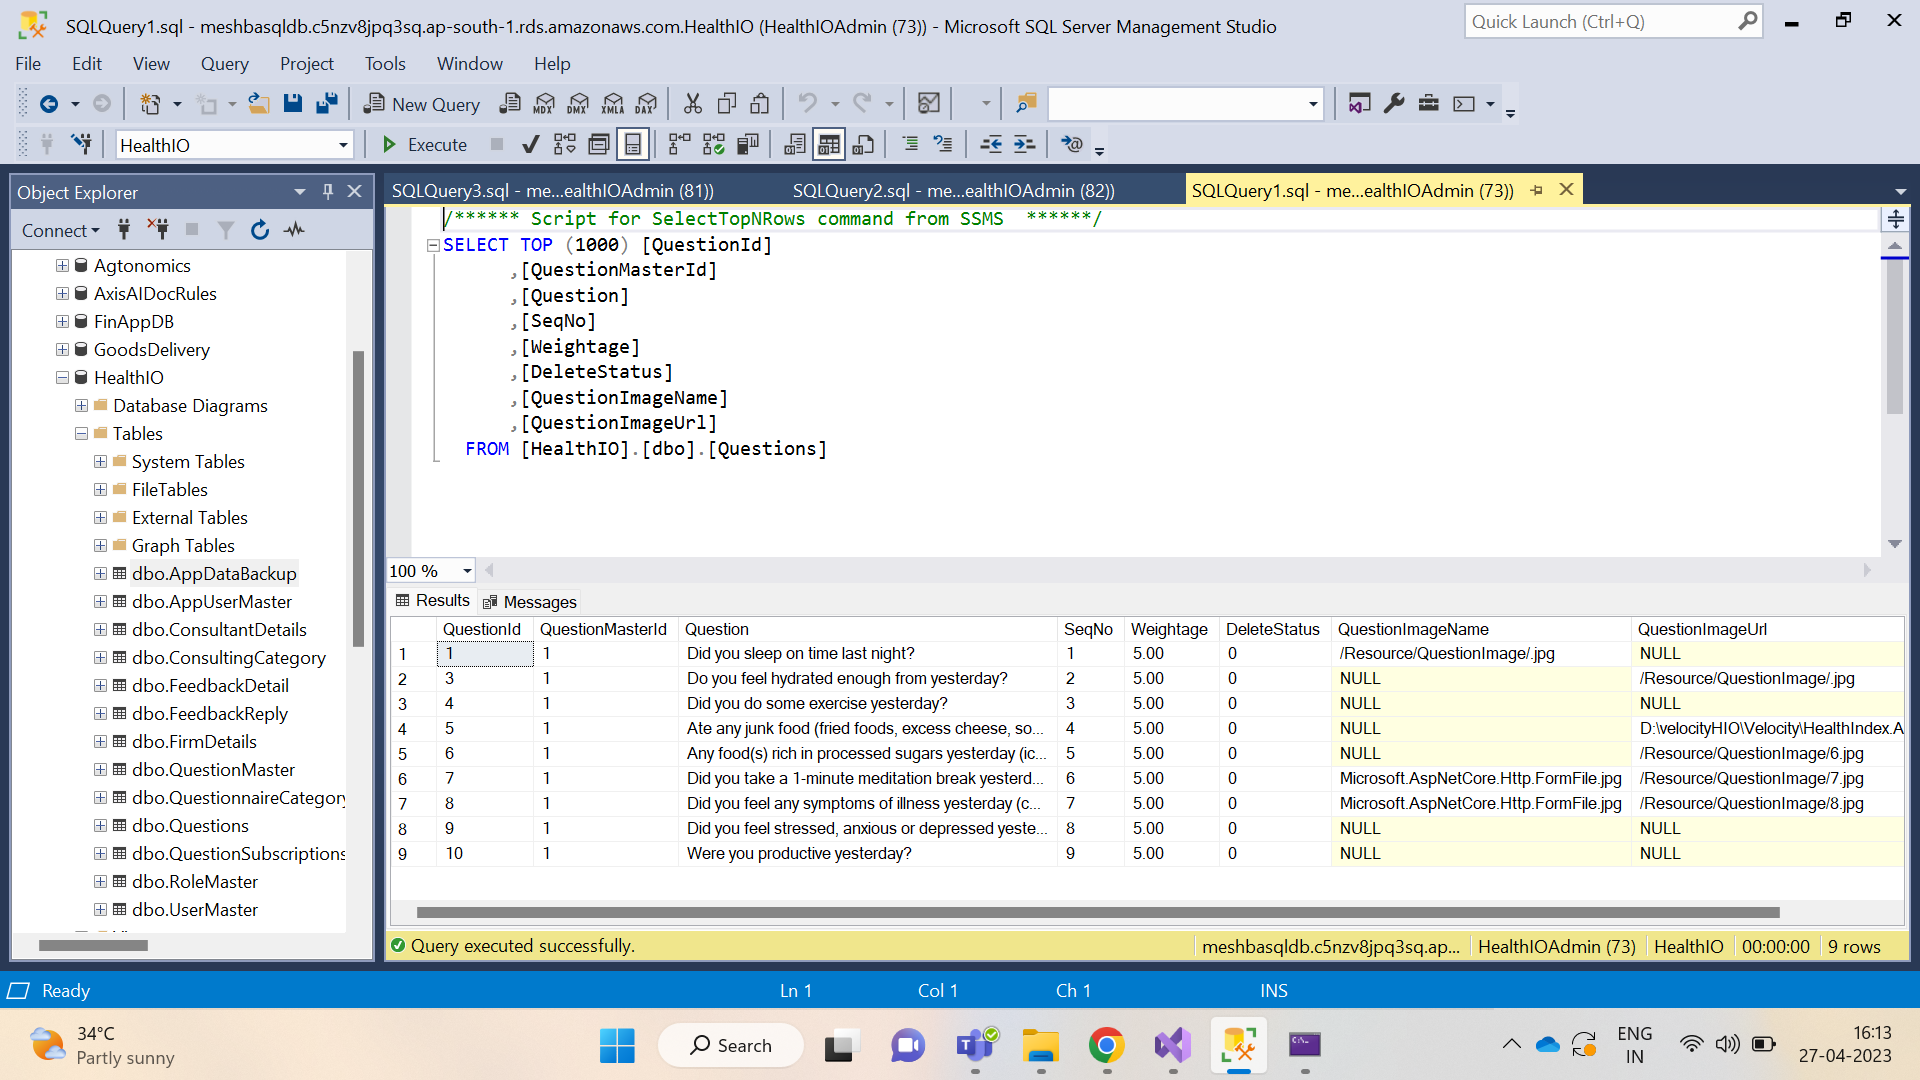 SQLQuery1.sql - meshbasqldb.c5nzv8jpq3sq.ap-south-1.rds.amazonaws.com.HealthIO (HealthIOAdmin (73)) - Microsoft SQL Server Management Studio
Quick Launch (Ctrl+Q)
File Edit View Query Project Tools Window Help
New Query MDX DMX XMLA DAX
HealthIO Execute
Object Explorer
Connect
Agtonomics
AxisAIDocRules
FinAppDB
GoodsDelivery
HealthIO
Database Diagrams
Tables
System Tables
FileTables
External Tables
Graph Tables
dbo.AppDataBackup
dbo.AppUserMaster
dbo.ConsultantDetails
dbo.ConsultingCategory
dbo.FeedbackDetail
dbo.FeedbackReply
dbo.FirmDetails
dbo.QuestionMaster
dbo.QuestionnaireCategory
dbo.Questions
dbo.QuestionSubscriptions
dbo.RoleMaster
dbo.UserMaster
SQLQuery3.sql - me...ealthIOAdmin (81)) SQLQuery2.sql - me...ealthIOAdmin (82)) SQLQuery1.sql - me...ealthIOAdmin (73))
/****** Script for SelectTopNRows command from SSMS ******/
SELECT TOP (1000) [QuestionId]
,[QuestionMasterId]
,[Question]
,[SeqNo]
,[Weightage]
,[DeleteStatus]
,[QuestionImageName]
,[QuestionImageUrl]
FROM [HealthIO].[dbo].[Questions]
100 %
Results Messages
QuestionId QuestionMasterId Question SeqNo Weightage DeleteStatus QuestionImageName QuestionImageUrl
1 1 1 Did you sleep on time last night? 1 5.00 0 /Resource/QuestionImage/.jpg NULL
2 3 1 Do you feel hydrated enough from yesterday? 2 5.00 0 NULL /Resource/QuestionImage/.jpg
3 4 1 Did you do some exercise yesterday? 3 5.00 0 NULL NULL
4 5 1 Ate any junk food (fried foods, excess cheese, so... 4 5.00 0 NULL D:\velocityHIO\Velocity\HealthIndex.A
5 6 1 Any food(s) rich in processed sugars yesterday (ic... 5 5.00 0 NULL /Resource/QuestionImage/6.jpg
6 7 1 Did you take a 1-minute meditation break yesterd... 6 5.00 0 Microsoft.AspNetCore.Http.FormFile.jpg /Resource/QuestionImage/7.jpg
7 8 1 Did you feel any symptoms of illness yesterday (c... 7 5.00 0 Microsoft.AspNetCore.Http.FormFile.jpg /Resource/QuestionImage/8.jpg
8 9 1 Did you feel stressed, anxious or depressed yeste... 8 5.00 0 NULL NULL
9 10 1 Were you productive yesterday? 9 5.00 0 NULL NULL
Query executed successfully. meshbasqldb.c5nzv8jpq3sq.ap... HealthIOAdmin (73) HealthIO 00:00:00 9 rows
Ready Ln 1 Col 1 Ch 1 INS
34°C
Partly sunny
Search
ENG
IN
16:13
27-04-2023